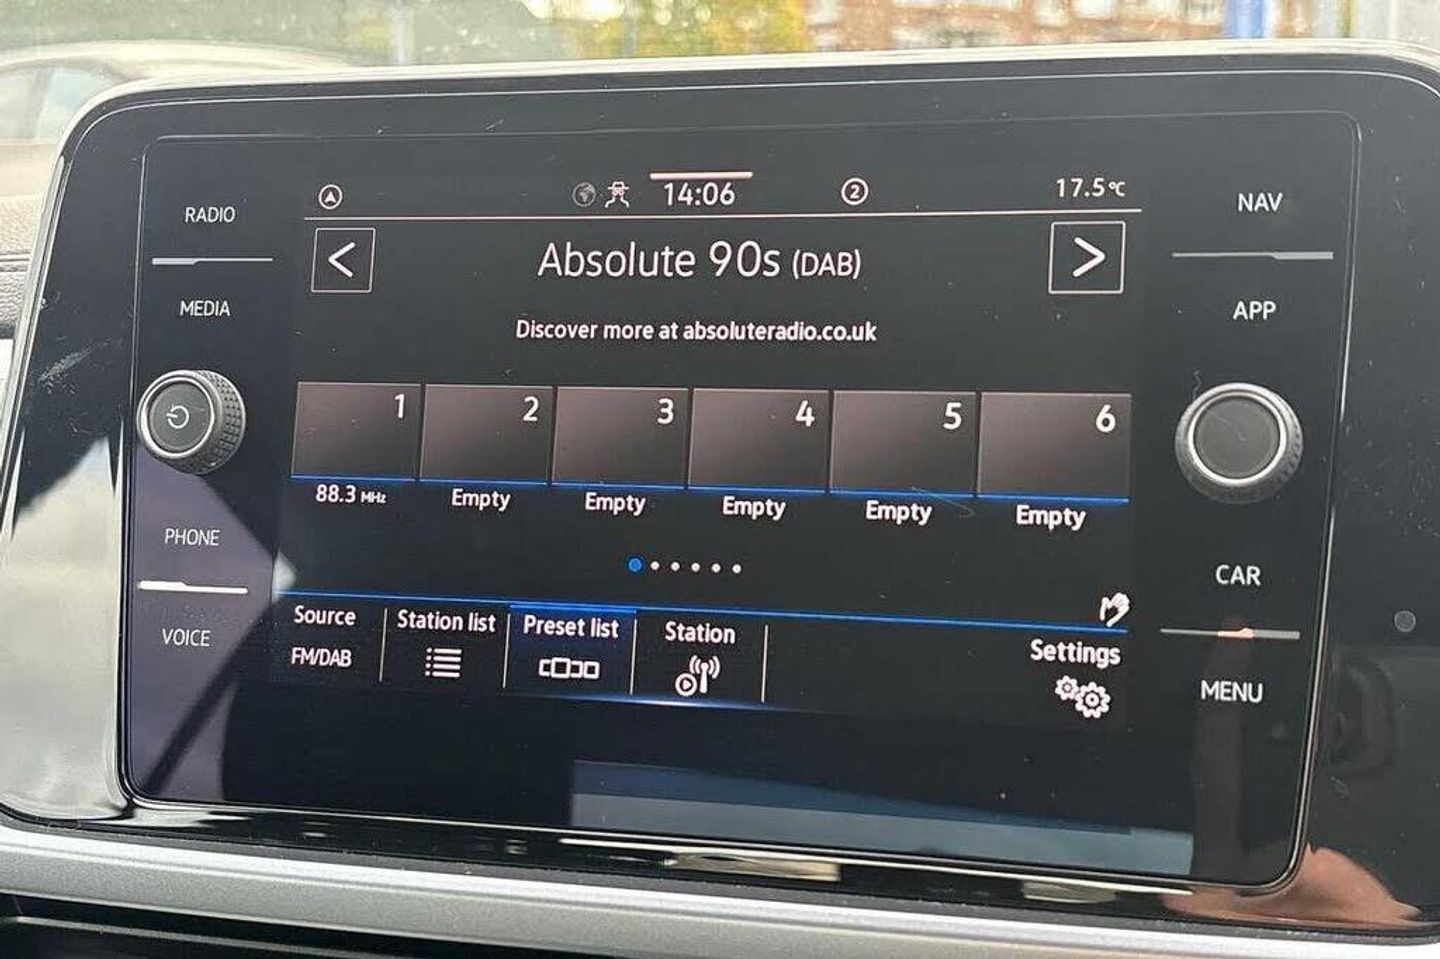 14:06
2
17.5°C
RADIO
NAV
Absolute 90s (DAB)
MEDIA
APP
Discover more at absoluteradio.co.uk
1
2
3
4
5
6
88.3 MHz
Empty
Empty
Empty
Empty
Empty
PHONE
CAR
Source
Station list
Preset list
Station
Settings
FM/DAB
VOICE
MENU